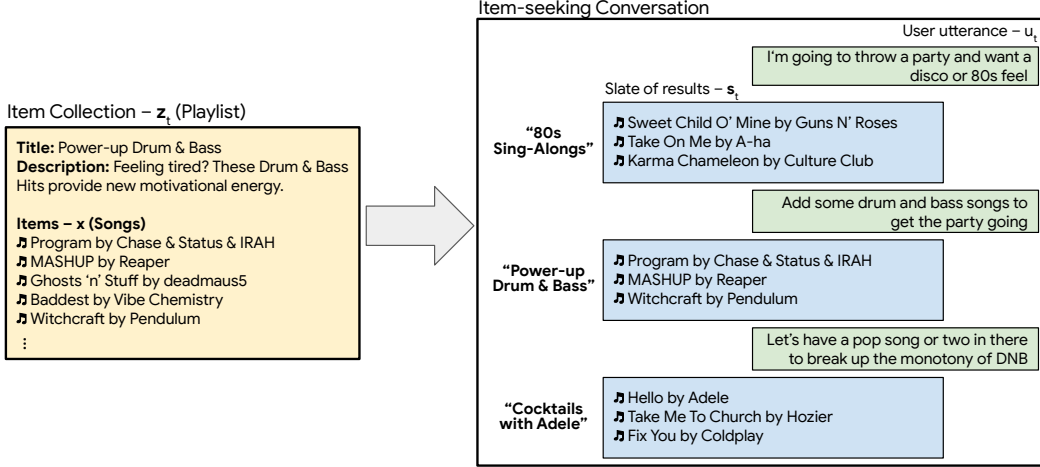 Item-seeking Conversation
User utterance – uₜ
I'm going to throw a party and want a
disco or 80s feel
Slate of results – sₜ
Item Collection – zₜ (Playlist)
Title: Power-up Drum & Bass
Description: Feeling tired? These Drum & Bass
Hits provide new motivational energy.
Items – x (Songs)
Program by Chase & Status & IRAH
MASHUP by Reaper
Ghosts 'n' Stuff by deadmaus5
Baddest by Vibe Chemistry
Witchcraft by Pendulum
⋮
"80s
Sing-Alongs"
Sweet Child O' Mine by Guns N' Roses
Take On Me by A-ha
Karma Chameleon by Culture Club
Add some drum and bass songs to
get the party going
"Power-up
Drum & Bass"
Program by Chase & Status & IRAH
MASHUP by Reaper
Witchcraft by Pendulum
Let's have a pop song or two in there
to break up the monotony of DNB
"Cocktails
with Adele"
Hello by Adele
Take Me To Church by Hozier
Fix You by Coldplay